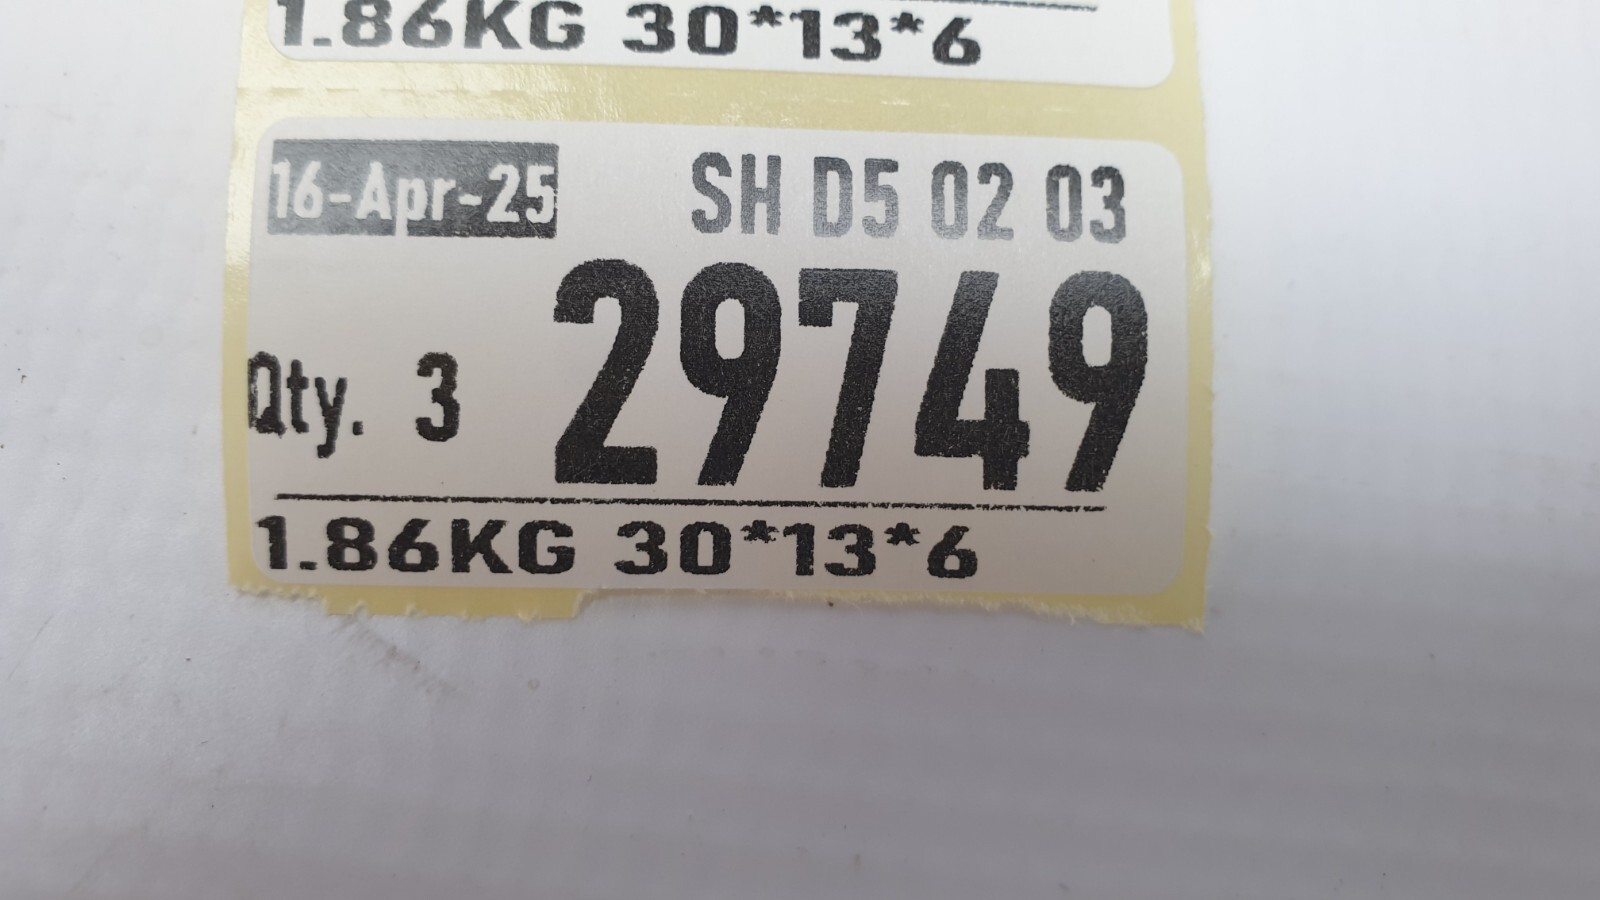 1.86KG 30*13*6
16-Apr-25 SH D5 02 03
Qty. 3 29749
1.86KG 30*13*6